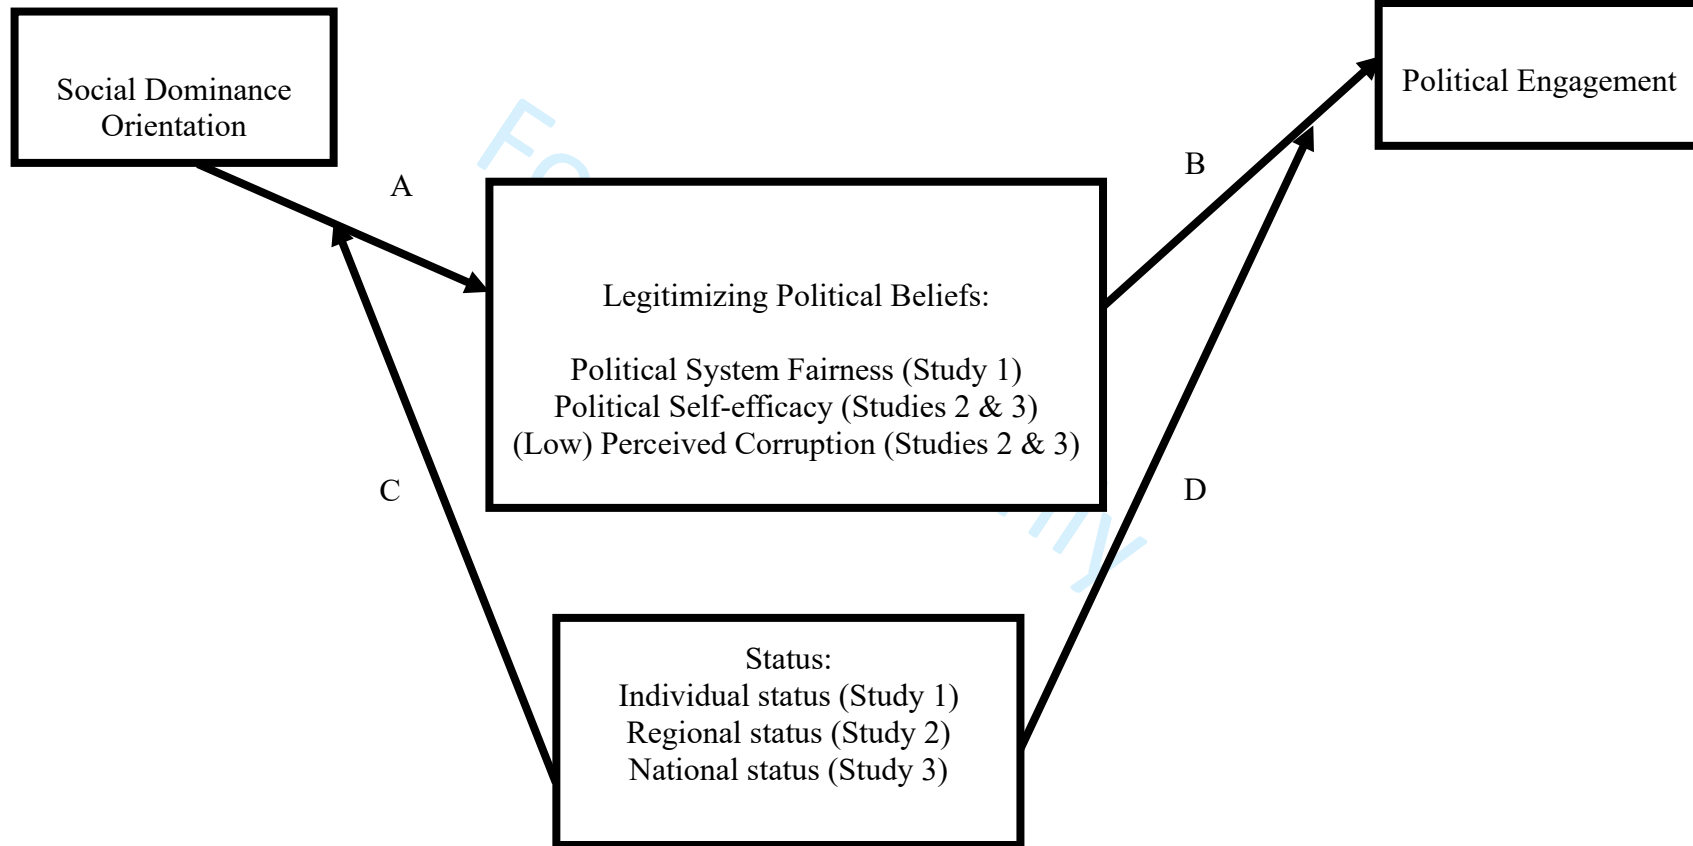 Social Dominance
Orientation
Political Engagement
A
B
Legitimizing Political Beliefs:
Political System Fairness (Study 1)
Political Self-efficacy (Studies 2 & 3)
(Low) Perceived Corruption (Studies 2 & 3)
C
D
Status:
Individual status (Study 1)
Regional status (Study 2)
National status (Study 3)